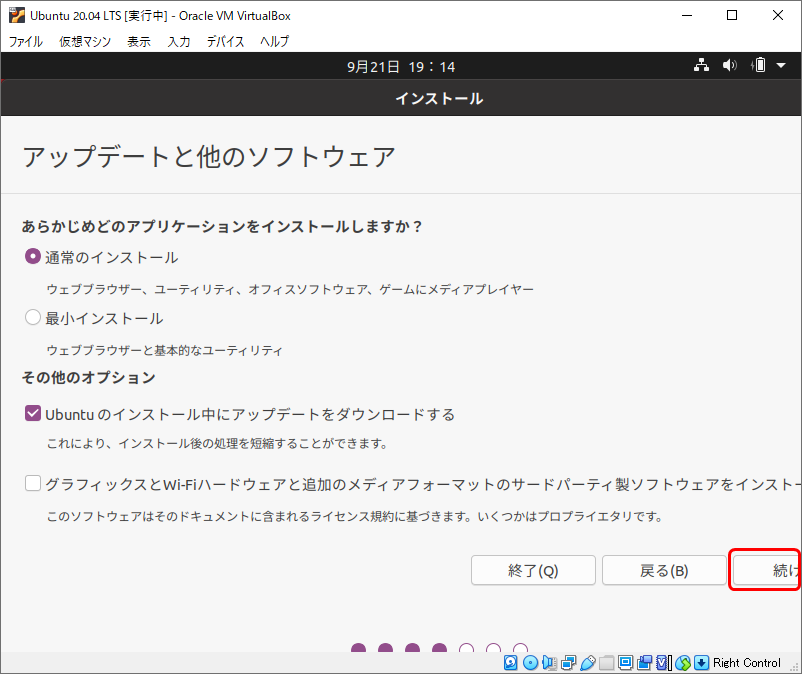 Ubuntu 20.04 LTS [実行中] - Oracle VM VirtualBox
ファイル 仮想マシン 表示 入力 デバイス ヘルプ
9月21日 19：14
インストール
アップデートと他のソフトウェア
あらかじめどのアプリケーションをインストールしますか？
通常のインストール
ウェブブラウザー、ユーティリティ、オフィスソフトウェア、ゲームにメディアプレイヤー
最小インストール
ウェブブラウザーと基本的なユーティリティ
その他のオプション
Ubuntu のインストール中にアップデートをダウンロードする
これにより、インストール後の処理を短縮することができます。
グラフィックスとWi-Fiハードウェアと追加のメディアフォーマットのサードパーティ製ソフトウェアをインストー
このソフトウェアはそのドキュメントに含まれるライセンス規約に基づきます。いくつかはプロプライエタリです。
終了(Q) 戻る(B) 続け
Right Control